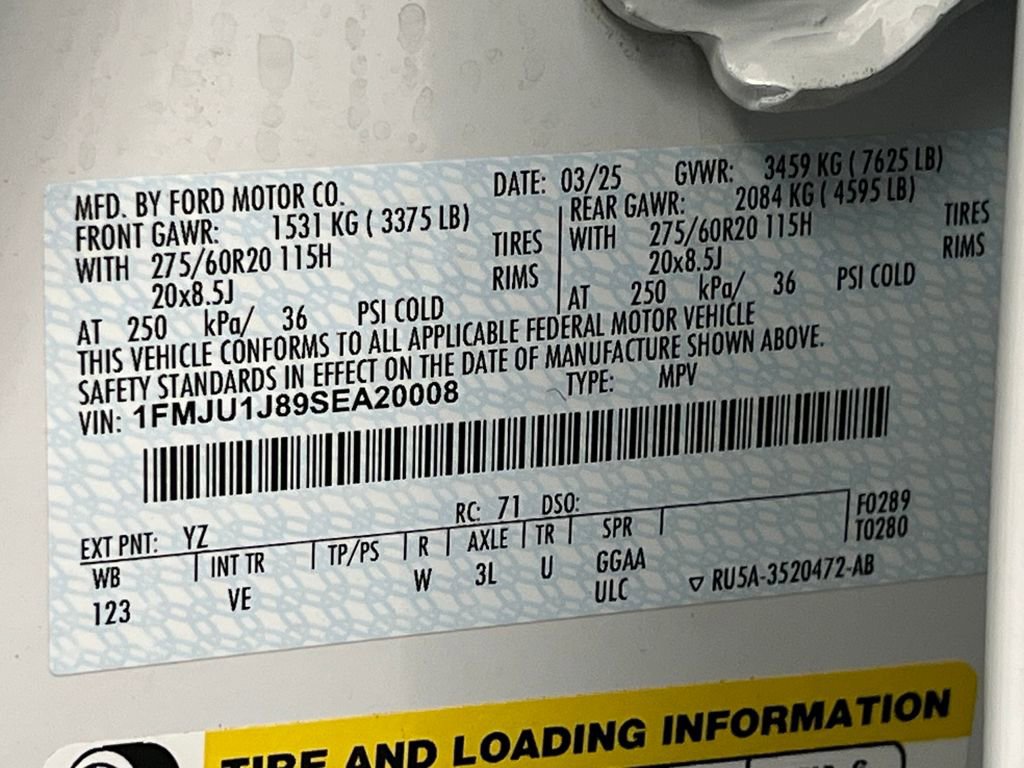 MFD. BY FORD MOTOR CO. DATE: 03/25 GVWR: 3459 KG ( 7625 LB)
FRONT GAWR: 1531 KG ( 3375 LB) REAR GAWR: 2084 KG ( 4595 LB)
WITH 275/60R20 115H TIRES WITH 275/60R20 115H TIRES
20x8.5J RIMS 20x8.5J RIMS
AT 250 kPa/ 36 PSI COLD AT 250 kPa/ 36 PSI COLD
THIS VEHICLE CONFORMS TO ALL APPLICABLE FEDERAL MOTOR VEHICLE
SAFETY STANDARDS IN EFFECT ON THE DATE OF MANUFACTURE SHOWN ABOVE.
VIN: 1FMJU1J89SEA20008 TYPE: MPV
EXT PNT: YZ RC: 71 DSO: F0289
WB INT TR TP/PS R AXLE TR SPR T0280
123 VE W 3L U GGAA
ULC ▽ RU5A-3520472-AB
TIRE AND LOADING INFORMATION